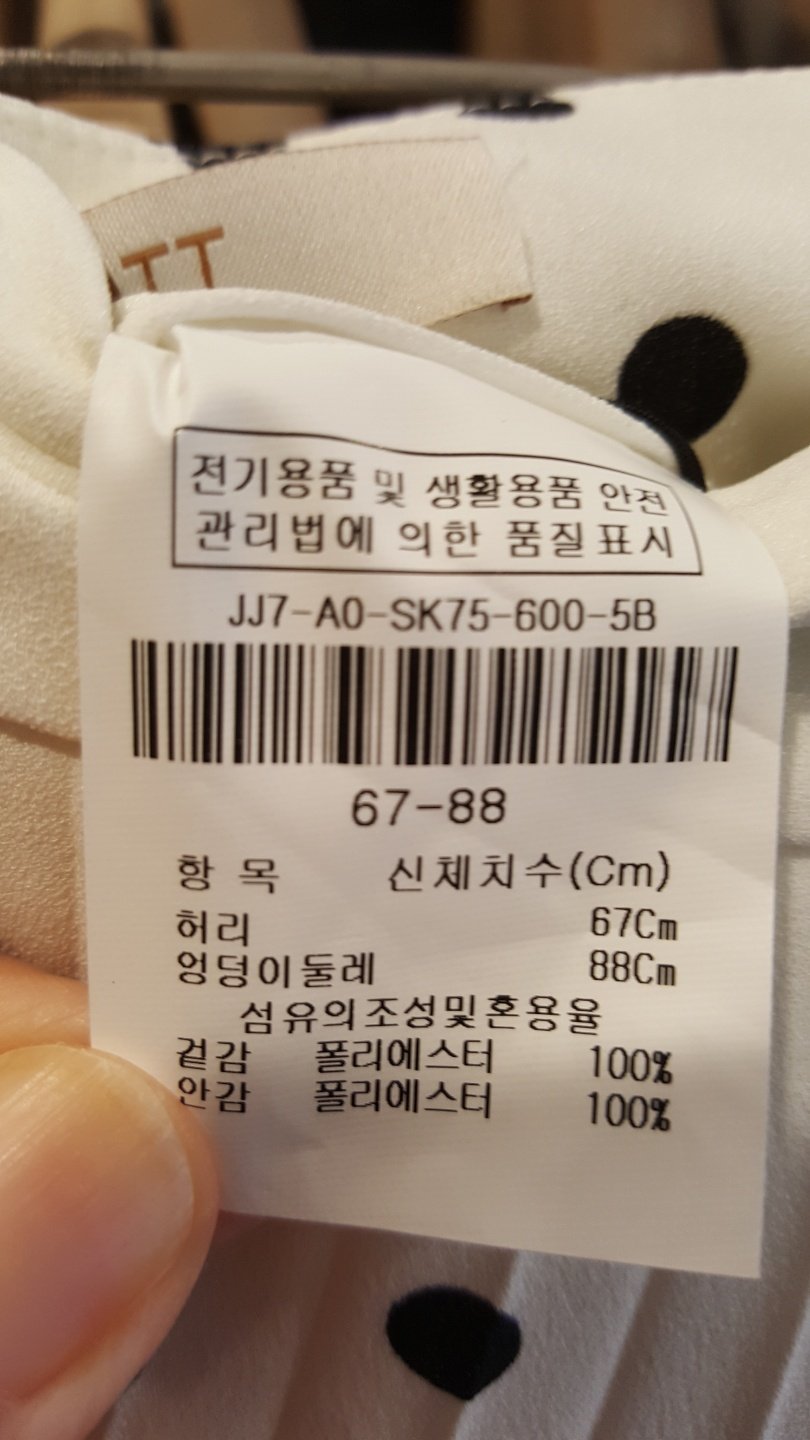 TT
전기용품 및 생활용품 안전
관리법에 의한 품질표시
JJ7-A0-SK75-600-5B
67-88
항 목 신체치수(Cm)
허리 67Cm
엉덩이둘레 88Cm
섬유의조성및혼용율
겉감 폴리에스터 100%
안감 폴리에스터 100%